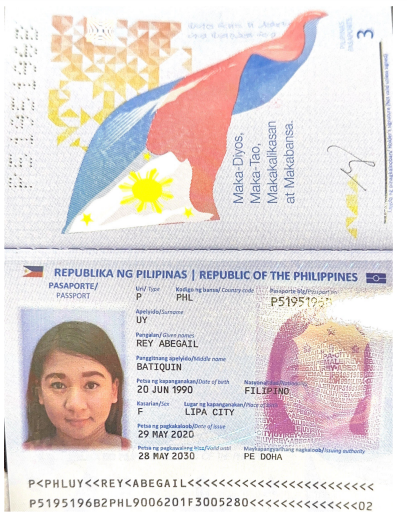 Maka-Diyos,
Maka-Tao,
Makakalikasan
at Makabansa.
3
REPUBLIKA NG PILIPINAS | REPUBLIC OF THE PHILIPPINES
PASAPORTE/
PASSPORT
Uri/ Type
Kodigo ng bansa/ Country code
Pasaporte blg/Passport no.
P
PHL
P5195196B
Apelyido/Surname
UY
Pangalan/Given names
REY ABEGAIL
Panggitnang apelyido/Middle name
BATIQUIN
Petsa ng kapanganakan/Date of birth
20 JUN 1990
FILIPINO
Kasarian/Sex
Lugar ng kapanganakan/Place of birth
F
LIPA CITY
Petsa ng pagkakaloob/Date of issue
29 MAY 2020
Petsa ng pagkawalang bisa/Valid until
Maykapangyarihang nagkaloob/Issuing authority
28 MAY 2030
PE DOHA
P<PHLUY<<REY<ABEGAIL<<<<<<<<<<<<<<<<<<<<<<<<
P5195196B2PHL9006201F3005280<<<<<<<<<<<<<<02